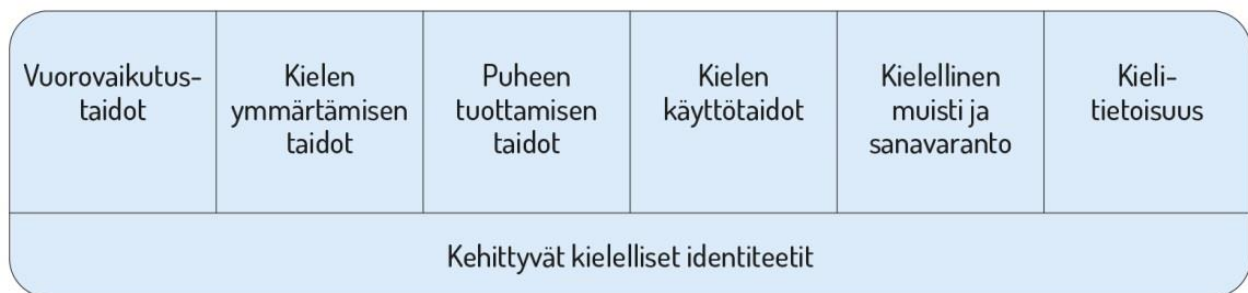 Vuorovaikutus-
taidot
Kielen
ymmärtämisen
taidot
Puheen
tuottamisen
taidot
Kielen
käyttötaidot
Kielellinen
muisti ja
sanavaranto
Kieli-
tietoisuus
Kehittyvät kielelliset identiteetit